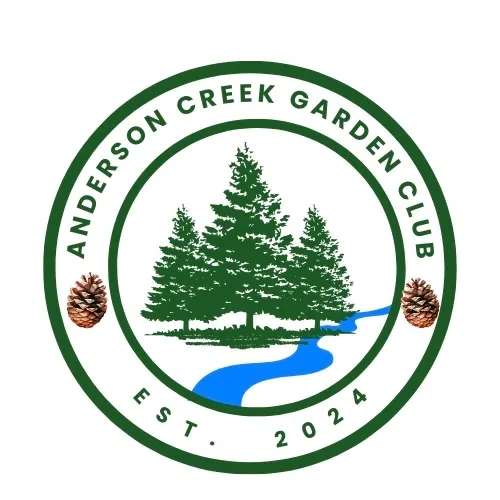 ANDERSON CREEK GARDEN CLUB
EST. 2024